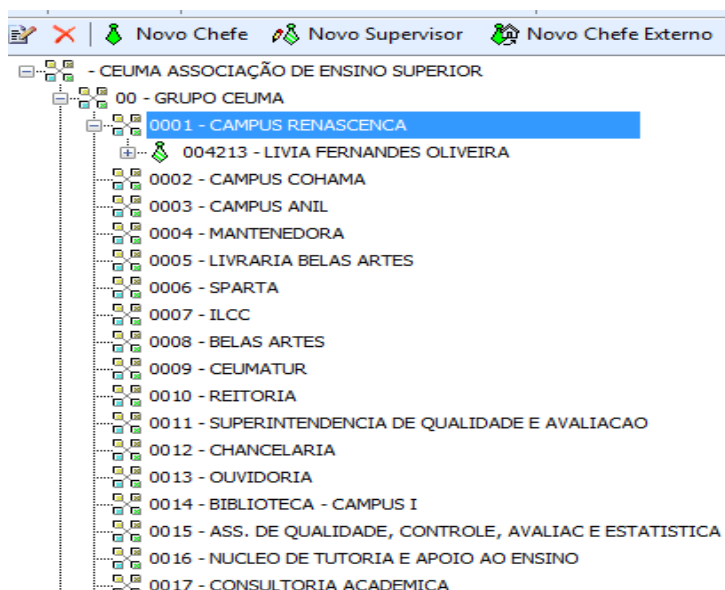 Novo Chefe Novo Supervisor Novo Chefe Externo
- CEUMA ASSOCIAÇÃO DE ENSINO SUPERIOR
00 - GRUPO CEUMA
0001 - CAMPUS RENASCENCA
004213 - LIVIA FERNANDES OLIVEIRA
0002 - CAMPUS COHAMA
0003 - CAMPUS ANIL
0004 - MANTENEDORA
0005 - LIVRARIA BELAS ARTES
0006 - SPARTA
0007 - ILCC
0008 - BELAS ARTES
0009 - CEUMATUR
0010 - REITORIA
0011 - SUPERINTENDENCIA DE QUALIDADE E AVALIACAO
0012 - CHANCELARIA
0013 - OUVIDORIA
0014 - BIBLIOTECA - CAMPUS I
0015 - ASS. DE QUALIDADE, CONTROLE, AVALIAC E ESTATISTICA
0016 - NUCLEO DE TUTORIA E APOIO AO ENSINO
0017 - CONSULTORIA ACADEMICA